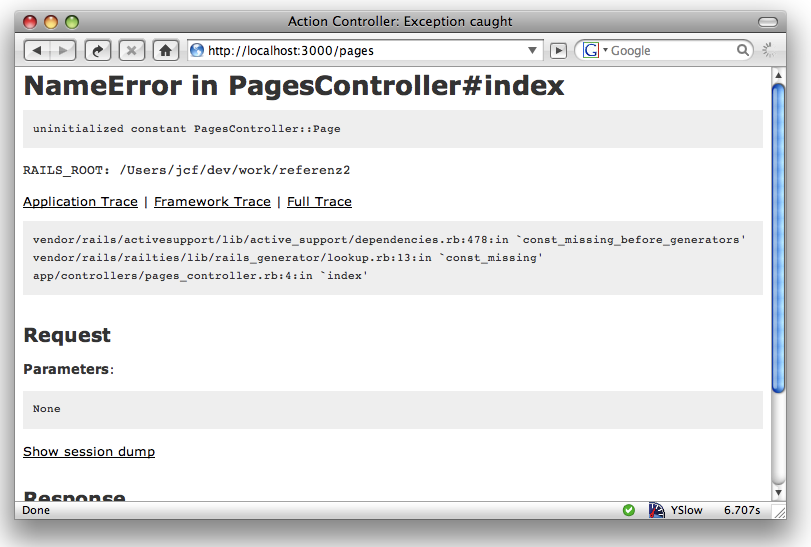 Action Controller: Exception caught
http://localhost:3000/pages
G
Google
NameError in PagesController#index
uninitialized constant PagesController::Page
RAILS_ROOT: /Users/jcf/dev/work/referenz2
Application Trace | Framework Trace | Full Trace
vendor/rails/activesupport/lib/active_support/dependencies.rb:478:in `const_missing_before_generators'
vendor/rails/railties/lib/rails_generator/lookup.rb:13:in `const_missing'
app/controllers/pages_controller.rb:4:in `index'
Request
Parameters:
None
Show session dump
Response
Done
YSlow
6.707s